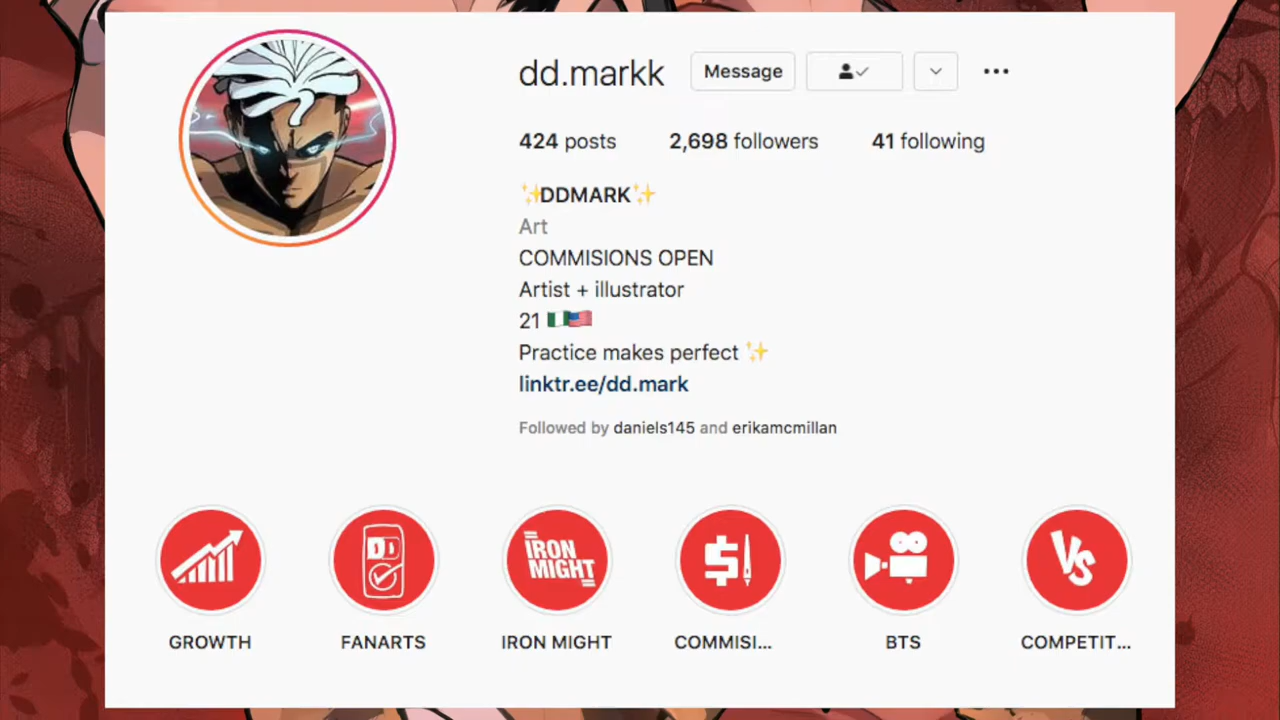 dd.markk Message
424 posts 2,698 followers 41 following
✨DDMARK✨
Art
COMMISIONS OPEN
Artist + illustrator
21 🇳🇬🇺🇸
Practice makes perfect ✨
linktr.ee/dd.mark
Followed by daniels145 and erikamcmillan
DD
IRON
MIGHT
$
VS
GROWTH FANARTS IRON MIGHT COMMISI... BTS COMPETIT...